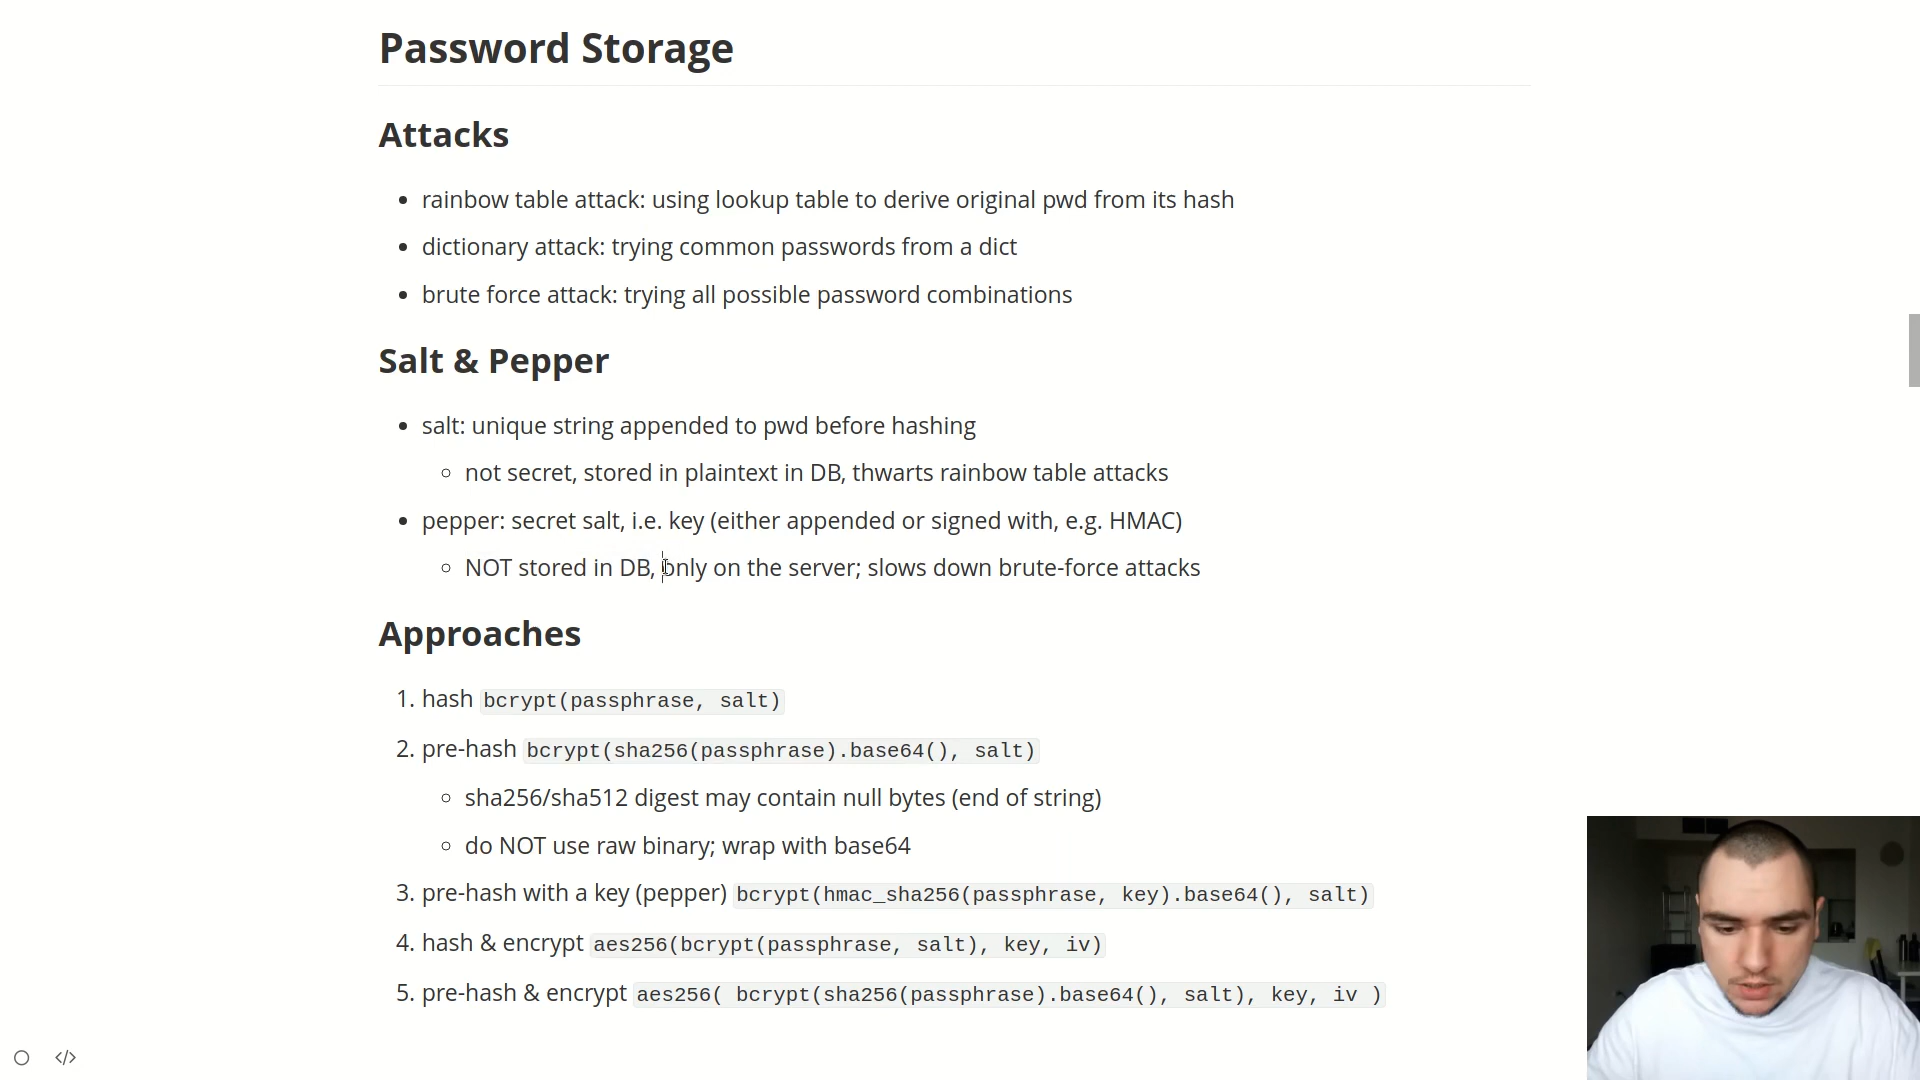 Password Storage
Attacks
• rainbow table attack: using lookup table to derive original pwd from its hash
• dictionary attack: trying common passwords from a dict
• brute force attack: trying all possible password combinations
Salt & Pepper
• salt: unique string appended to pwd before hashing
◦ not secret, stored in plaintext in DB, thwarts rainbow table attacks
• pepper: secret salt, i.e. key (either appended or signed with, e.g. HMAC)
◦ NOT stored in DB, only on the server; slows down brute-force attacks
Approaches
1. hash bcrypt(passphrase, salt)
2. pre-hash bcrypt(sha256(passphrase).base64(), salt)
◦ sha256/sha512 digest may contain null bytes (end of string)
◦ do NOT use raw binary; wrap with base64
3. pre-hash with a key (pepper) bcrypt(hmac_sha256(passphrase, key).base64(), salt)
4. hash & encrypt aes256(bcrypt(passphrase, salt), key, iv)
5. pre-hash & encrypt aes256( bcrypt(sha256(passphrase).base64(), salt), key, iv )
</>